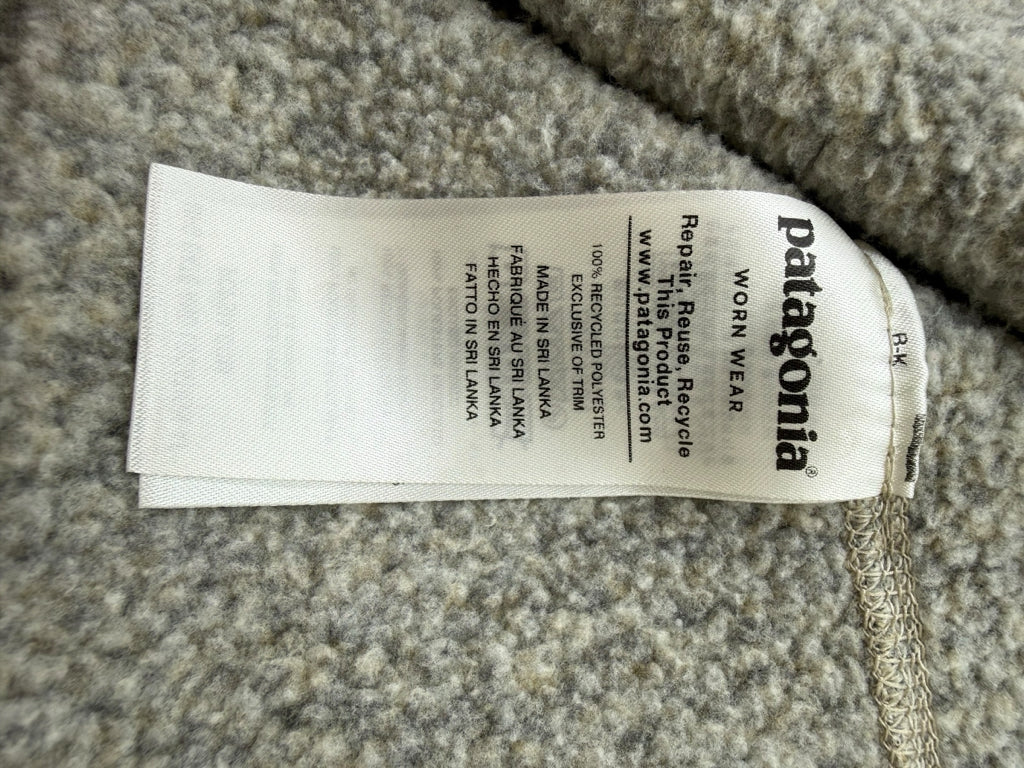 patagonia®
WORN WEAR
Repair, Reuse, Recycle
This Product
www.patagonia.com
100% RECYCLED POLYESTER
EXCLUSIVE OF TRIM
MADE IN SRI LANKA
FABRIQUÉ AU SRI LANKA
HECHO EN SRI LANKA
FATTO IN SRI LANKA
R-K